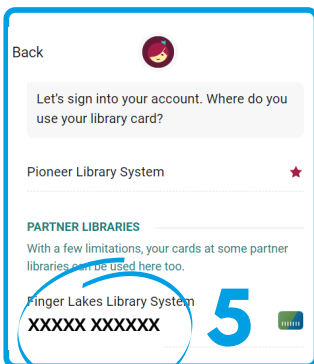 Back
Let's sign into your account. Where do you
use your library card?
Pioneer Library System
PARTNER LIBRARIES
With a few limitations, your cards at some partner
libraries can be used here too.
Finger Lakes Library System
XXXXX XXXXXX
5